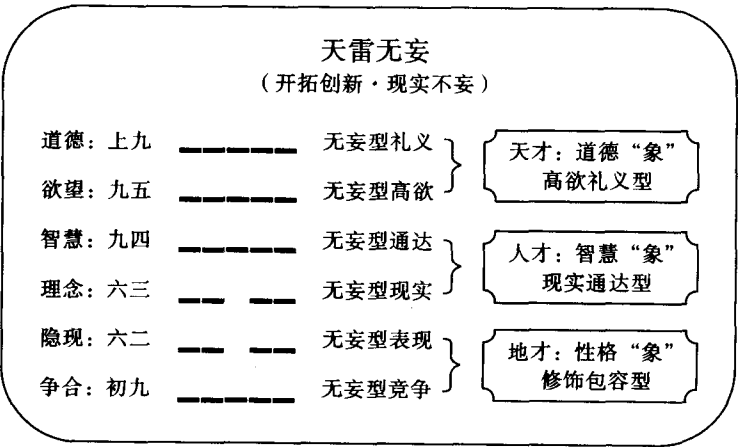 天雷无妄
（开拓创新·现实不妄）
道德：上九 无妄型礼义
欲望：九五 无妄型高欲
天才：道德“象”
高欲礼义型
智慧：九四 无妄型通达
理念：六三 无妄型现实
人才：智慧“象”
现实通达型
隐现：六二 无妄型表现
争合：初九 无妄型竞争
地才：性格“象”
修饰包容型